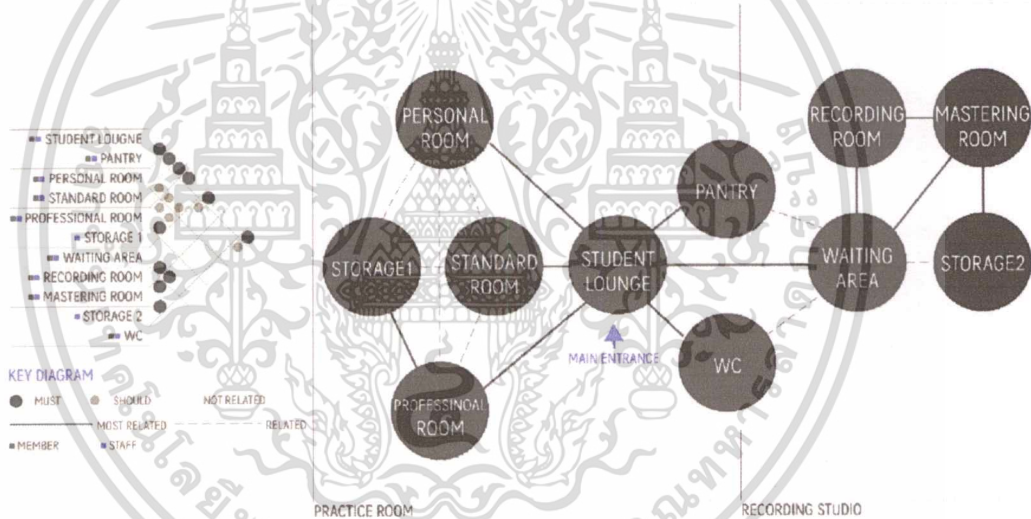 STUDENT LOUGNE
PANTRY
PERSONAL ROOM
STANDARD ROOM
PROFESSIONAL ROOM
STORAGE 1
WAITING AREA
RECORDING ROOM
MASTERING ROOM
STORAGE 2
WC
KEY DIAGRAM
MUST
SHOULD
NOT RELATED
MOST RELATED
RELATED
MEMBER
STAFF
PERSONAL
ROOM
STORAGE1
STANDARD
ROOM
PROFESSINOAL
ROOM
STUDENT
LOUNGE
MAIN ENTRANCE
PANTRY
WC
RECORDING
ROOM
MASTERING
ROOM
WAITING
AREA
STORAGE2
PRACTICE ROOM
RECORDING STUDIO